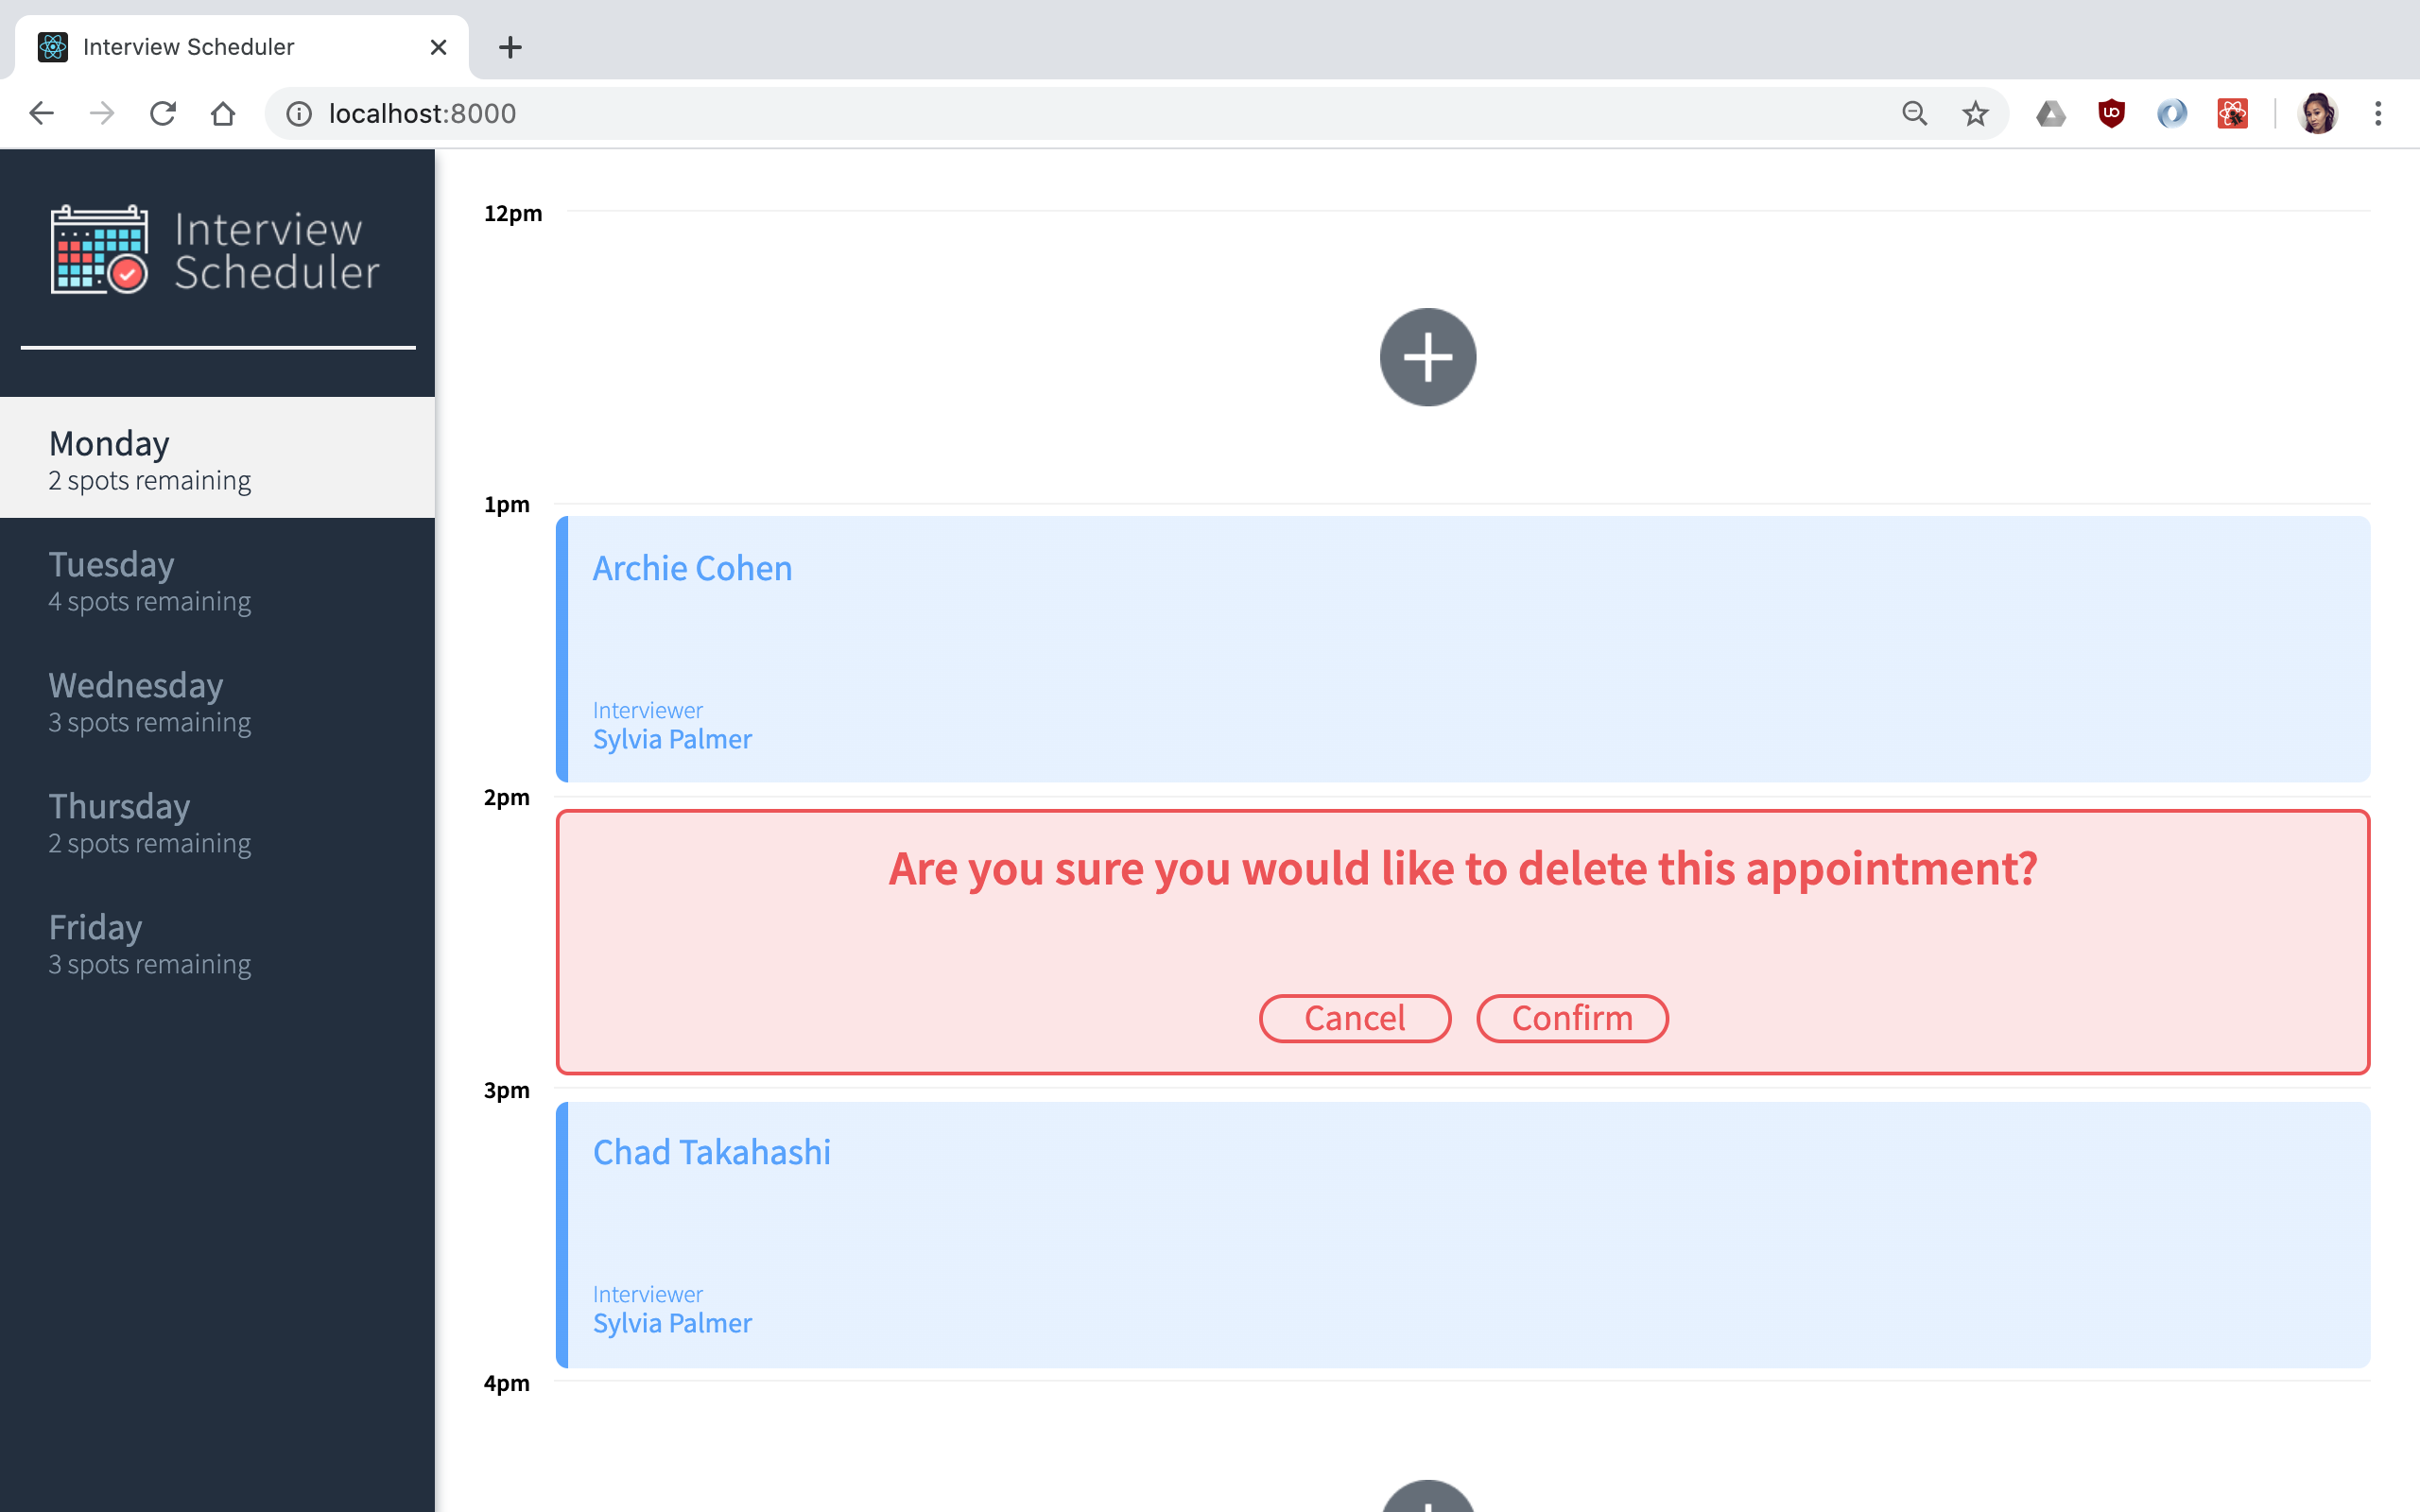 Interview Scheduler
localhost:8000
Interview
Scheduler
Monday
2 spots remaining
Tuesday
4 spots remaining
Wednesday
3 spots remaining
Thursday
2 spots remaining
Friday
3 spots remaining
12pm
1pm
Archie Cohen
Interviewer
Sylvia Palmer
2pm
Are you sure you would like to delete this appointment?
Cancel Confirm
3pm
Chad Takahashi
Interviewer
Sylvia Palmer
4pm